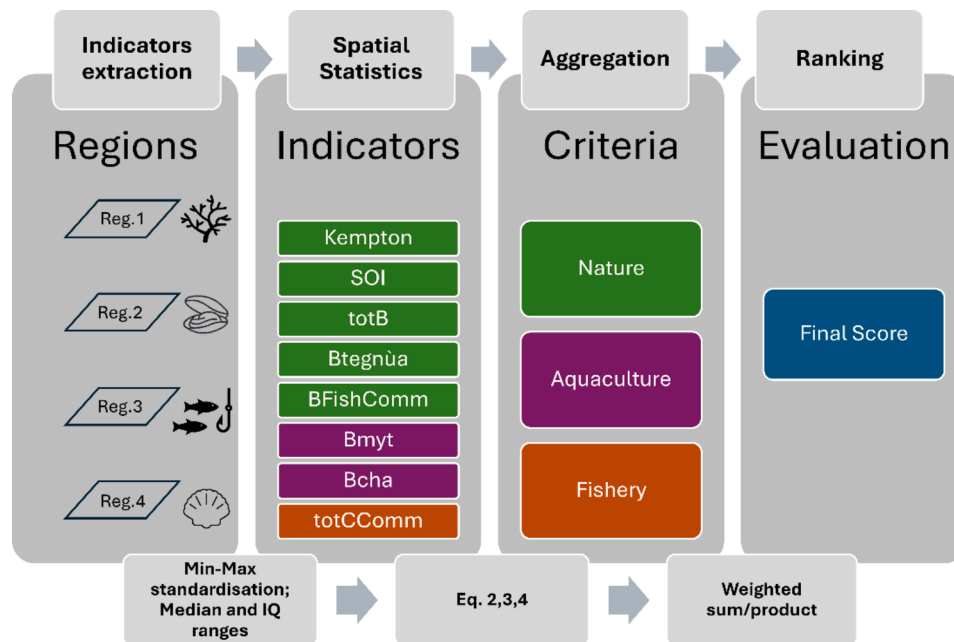 Indicators
extraction
Spatial
Statistics
Aggregation
Ranking
Regions
Indicators
Criteria
Evaluation
Reg.1
Reg.2
Reg.3
Reg.4
Kempton
SOI
totB
Btegnùa
BFishComm
Bmyt
Bcha
totCComm
Nature
Aquaculture
Fishery
Final Score
Min-Max
standardisation;
Median and IQ
ranges
Eq. 2,3,4
Weighted
sum/product